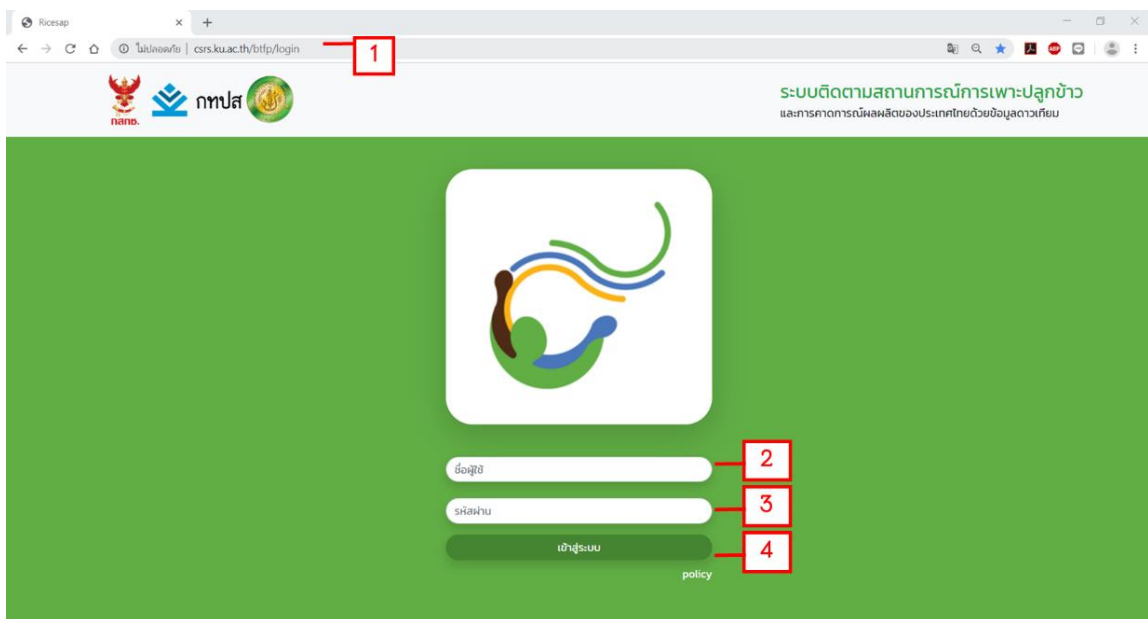 Ricesap
ไม่ปลอดภัย | csrs.ku.ac.th/btfp/login
1
กสทช.
กทปส
ระบบติดตามสถานการณ์การเพาะปลูกข้าว
และการคาดการณ์ผลผลิตของประเทศไทยด้วยข้อมูลดาวเทียม
ชื่อผู้ใช้
2
รหัสผ่าน
3
เข้าสู่ระบบ
4
policy